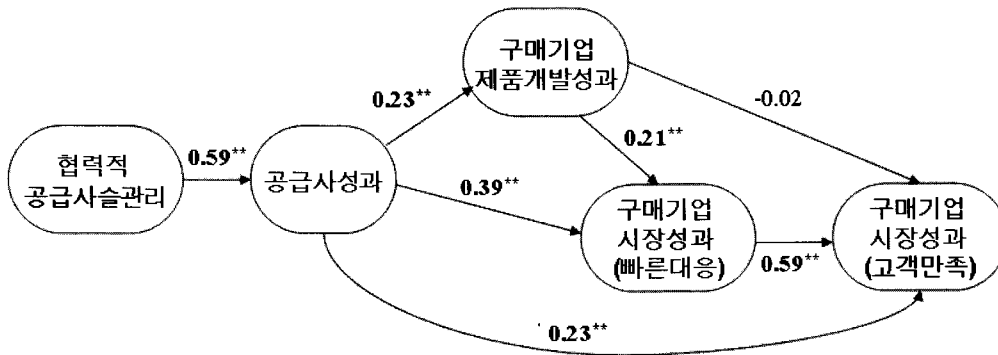 구매기업
제품개발성과
0.23**
-0.02
0.59**
0.21**
협력적
공급사슬관리
공급사성과
0.39**
구매기업
시장성과
(빠른대응)
구매기업
시장성과
(고객만족)
0.59**
0.23**